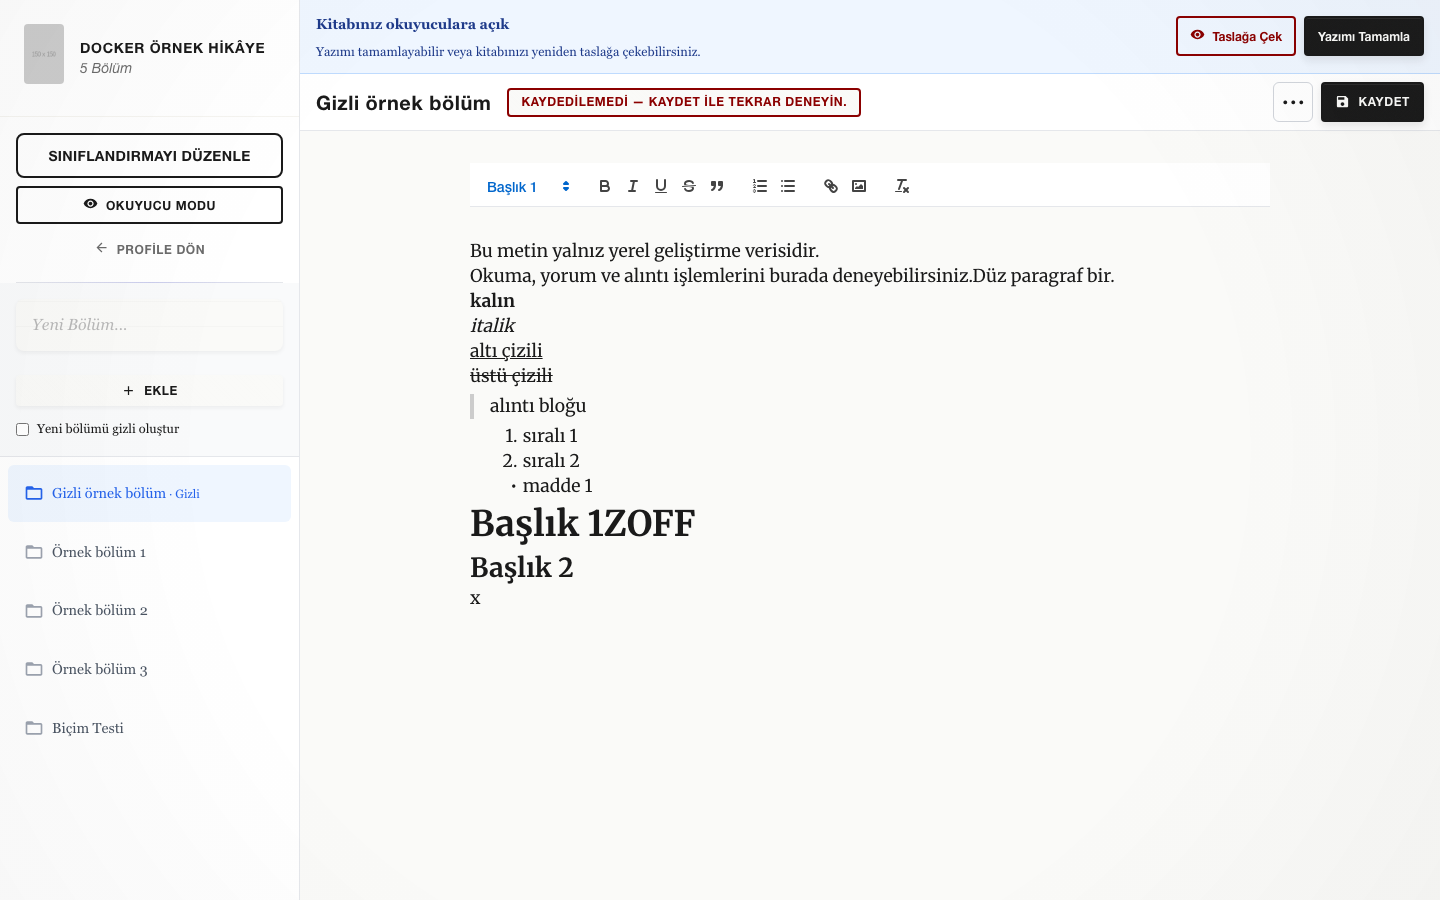 150 x 150
DOCKER ÖRNEK HİKÂYE
5 Bölüm
SINIFLANDIRMAYI DÜZENLE
OKUYUCU MODU
PROFİLE DÖN
Yeni Bölüm...
EKLE
Yeni bölümü gizli oluştur
Gizli örnek bölüm · Gizli
Örnek bölüm 1
Örnek bölüm 2
Örnek bölüm 3
Biçim Testi
Kitabınız okuyuculara açık
Yazımı tamamlayabilir veya kitabınızı yeniden taslağa çekebilirsiniz.
Taslağa Çek
Yazımı Tamamla
Gizli örnek bölüm
KAYDEDİLEMEDİ — KAYDET İLE TEKRAR DENEYİN.
KAYDET
Başlık 1
Bu metin yalnız yerel geliştirme verisidir.
Okuma, yorum ve alıntı işlemlerini burada deneyebilirsiniz.Düz paragraf bir.
kalın
italik
altı çizili
üstü çizili
alıntı bloğu
1. sıralı 1
2. sıralı 2
• madde 1
Başlık 1ZOFF
Başlık 2
x